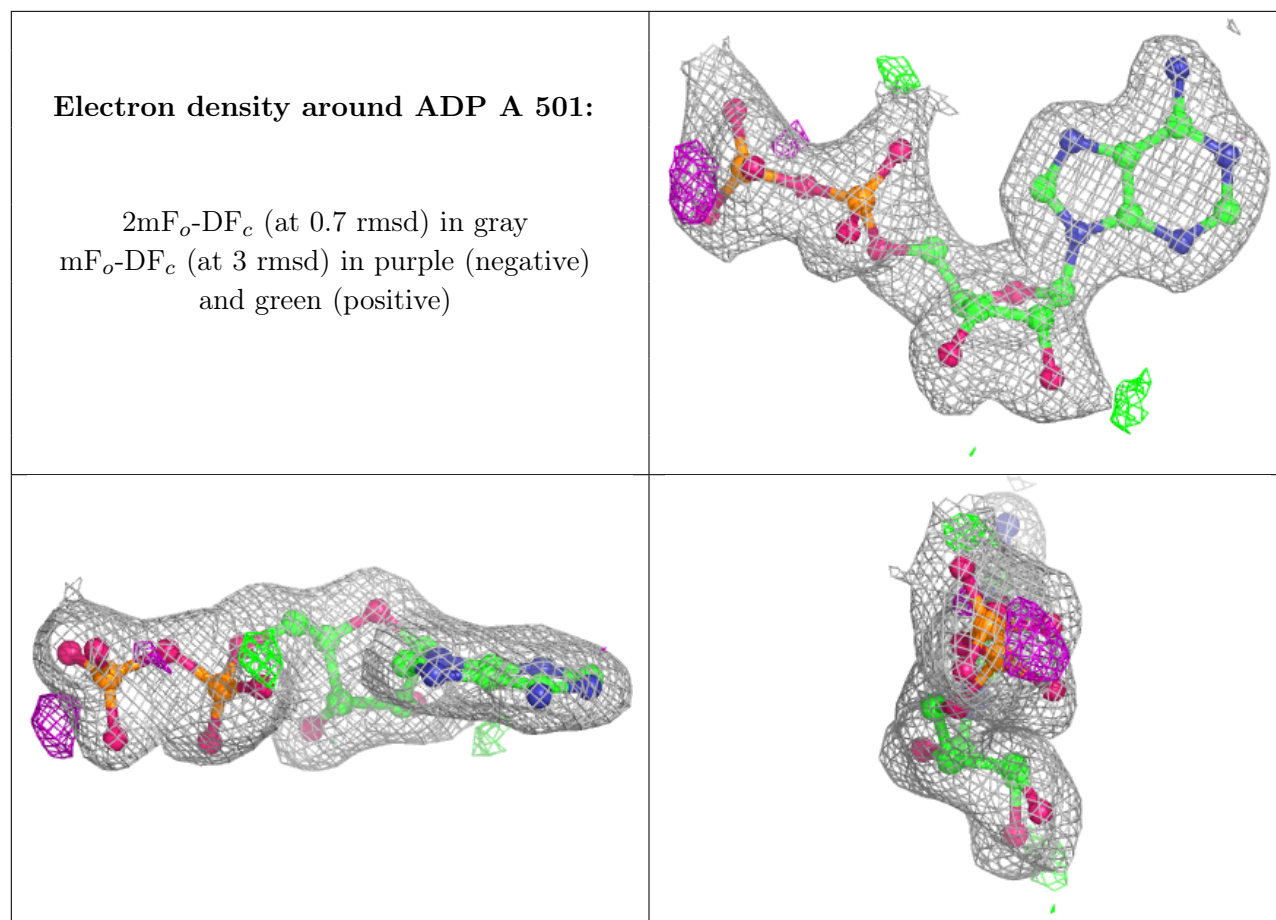 Electron density around ADP A 501:
2mFo-DFc (at 0.7 rmsd) in gray
mFo-DFc (at 3 rmsd) in purple (negative)
and green (positive)